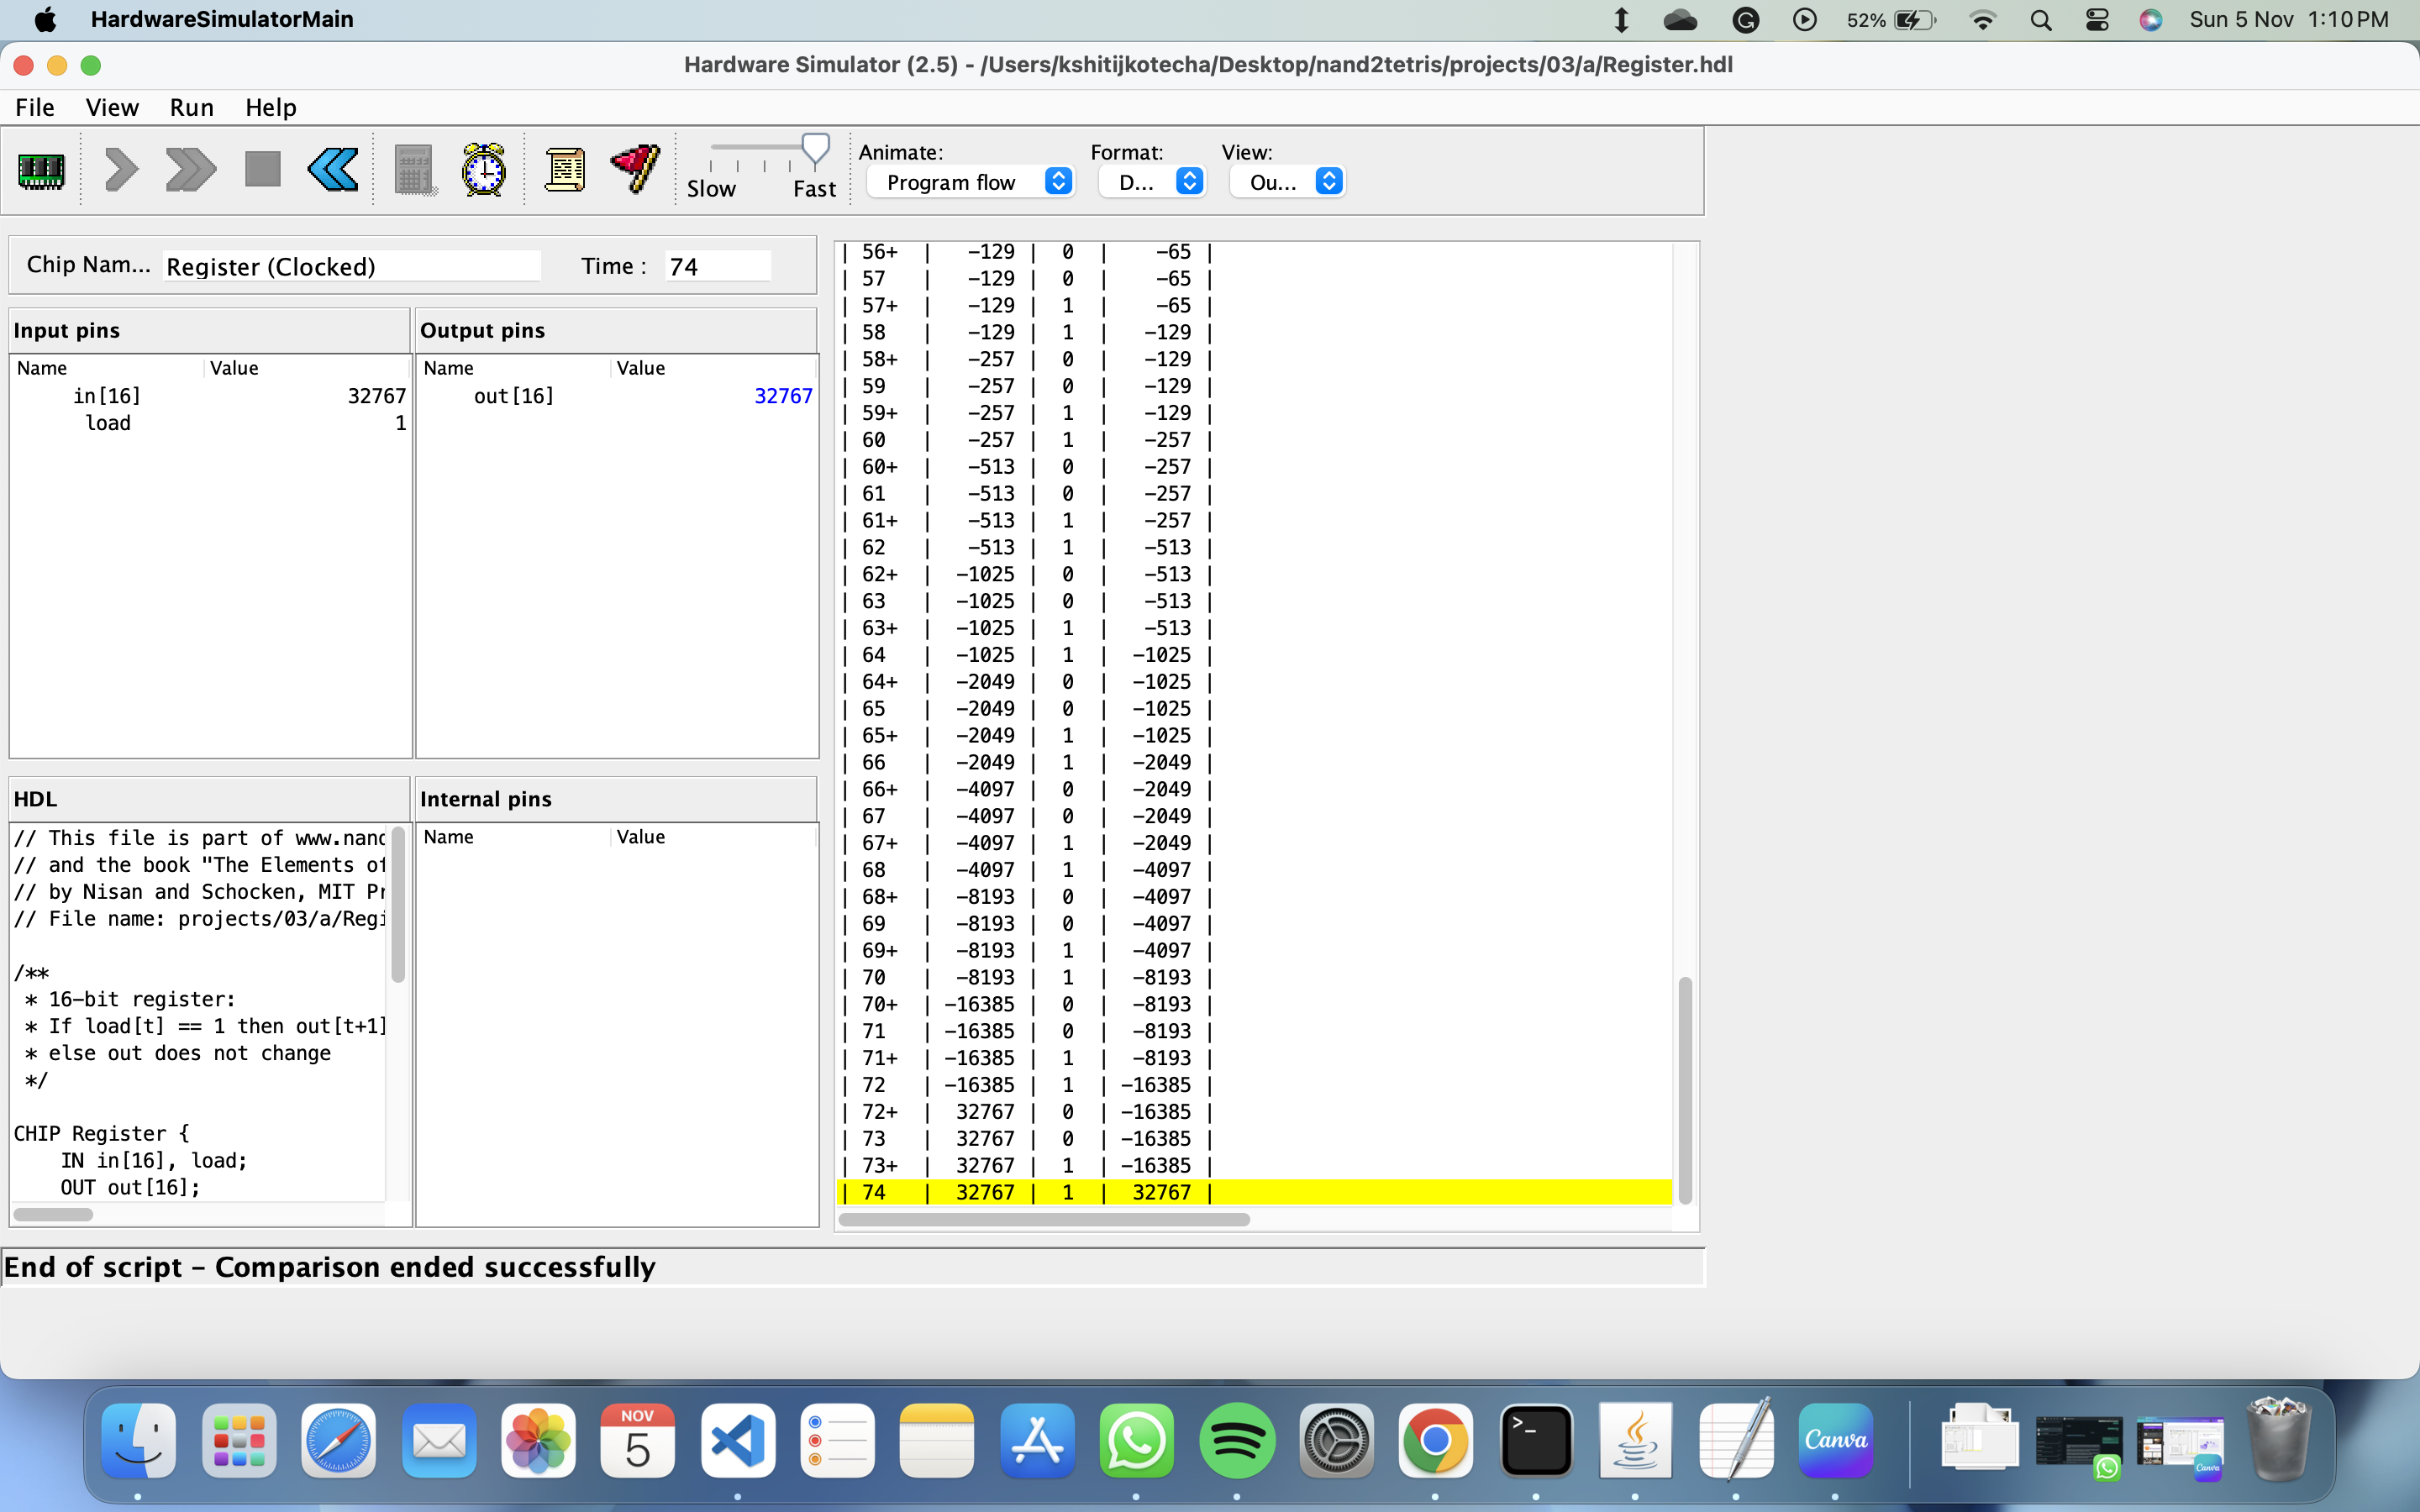 HardwareSimulatorMain
52%
Sun 5 Nov 1:10 PM
Hardware Simulator (2.5) - /Users/kshitijkotecha/Desktop/nand2tetris/projects/03/a/Register.hdl
File View Run Help
Animate: Format: View:
Slow Fast Program flow D... Ou...
Chip Nam... Register (Clocked) Time : 74
Input pins Output pins
Name Value Name Value
in[16] 32767 out[16] 32767
load 1
HDL Internal pins
Name Value
// This file is part of www.nand
// and the book "The Elements of
// by Nisan and Schocken, MIT Pr
// File name: projects/03/a/Regi
/**
* 16-bit register:
* If load[t] == 1 then out[t+1]
* else out does not change
*/
CHIP Register {
IN in[16], load;
OUT out[16];
| 56+ | -129 | 0 | -65 |
| 57 | -129 | 0 | -65 |
| 57+ | -129 | 1 | -65 |
| 58 | -129 | 1 | -129 |
| 58+ | -257 | 0 | -129 |
| 59 | -257 | 0 | -129 |
| 59+ | -257 | 1 | -129 |
| 60 | -257 | 1 | -257 |
| 60+ | -513 | 0 | -257 |
| 61 | -513 | 0 | -257 |
| 61+ | -513 | 1 | -257 |
| 62 | -513 | 1 | -513 |
| 62+ | -1025 | 0 | -513 |
| 63 | -1025 | 0 | -513 |
| 63+ | -1025 | 1 | -513 |
| 64 | -1025 | 1 | -1025 |
| 64+ | -2049 | 0 | -1025 |
| 65 | -2049 | 0 | -1025 |
| 65+ | -2049 | 1 | -1025 |
| 66 | -2049 | 1 | -2049 |
| 66+ | -4097 | 0 | -2049 |
| 67 | -4097 | 0 | -2049 |
| 67+ | -4097 | 1 | -2049 |
| 68 | -4097 | 1 | -4097 |
| 68+ | -8193 | 0 | -4097 |
| 69 | -8193 | 0 | -4097 |
| 69+ | -8193 | 1 | -4097 |
| 70 | -8193 | 1 | -8193 |
| 70+ | -16385 | 0 | -8193 |
| 71 | -16385 | 0 | -8193 |
| 71+ | -16385 | 1 | -8193 |
| 72 | -16385 | 1 | -16385 |
| 72+ | 32767 | 0 | -16385 |
| 73 | 32767 | 0 | -16385 |
| 73+ | 32767 | 1 | -16385 |
| 74 | 32767 | 1 | 32767 |
End of script - Comparison ended successfully
NOV
5
>_
Canva
Canva